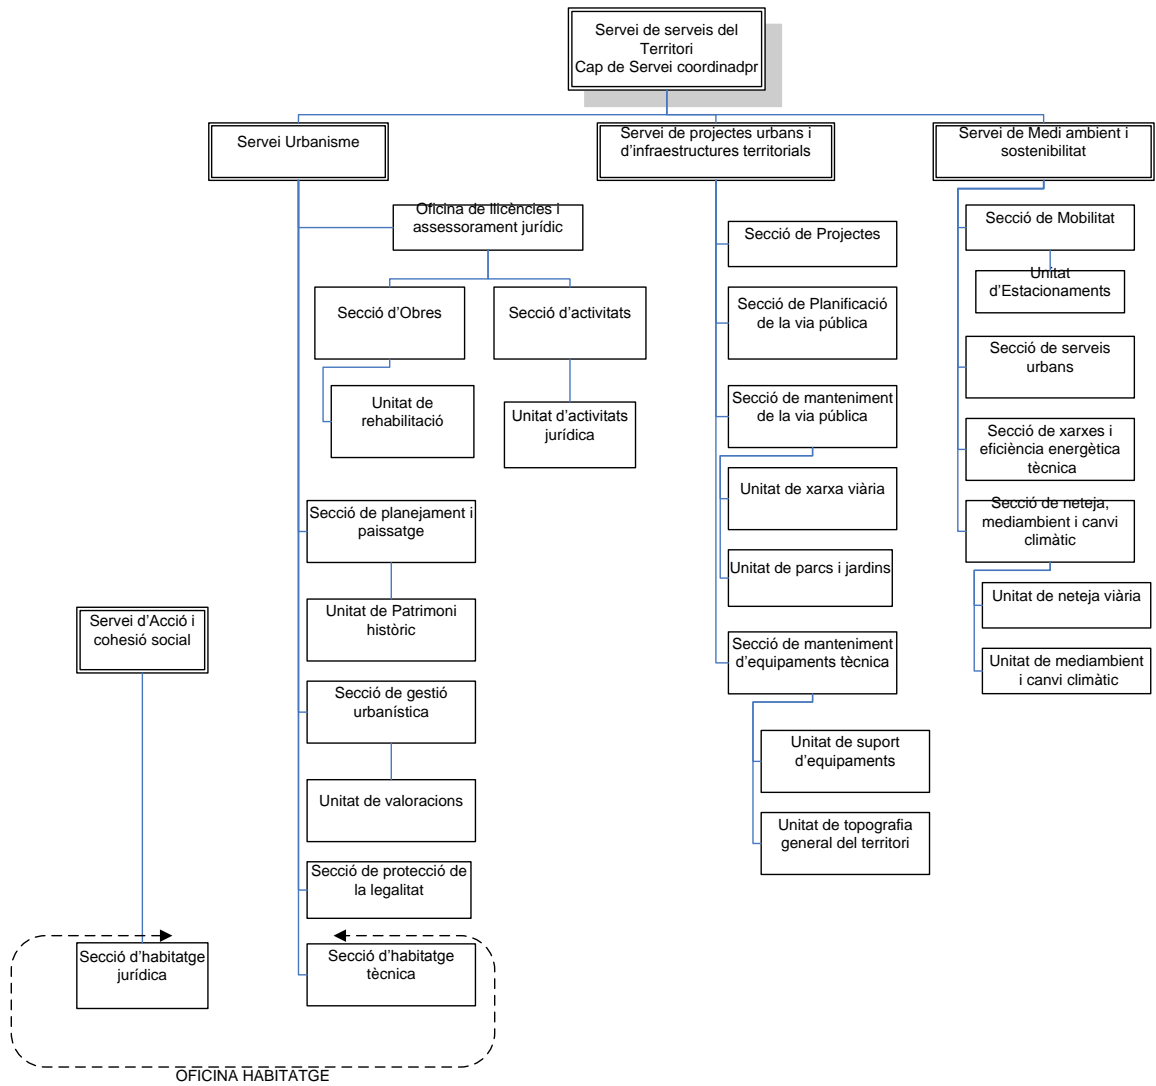 Servei de serveis del
Territori
Cap de Servei coordinadpr
Servei Urbanisme
Servei de projectes urbans i
d’infraestructures territorials
Servei de Medi ambient i
sostenibilitat
Oficina de llicències i
assessorament jurídic
Secció d’Obres
Secció d’activitats
Unitat de
rehabilitació
Unitat d’activitats
jurídica
Secció de planejament i
paissatge
Unitat de Patrimoni
històric
Secció de gestió
urbanística
Unitat de valoracions
Secció de protecció de
la legalitat
Secció d’habitatge
tècnica
Servei d’Acció i
cohesió social
Secció d’habitatge
jurídica
OFICINA HABITATGE
Secció de Projectes
Secció de Planificació
de la via pública
Secció de manteniment
de la via pública
Unitat de xarxa viària
Unitat de parcs i jardins
Secció de manteniment
d’equipaments tècnica
Unitat de suport
d’equipaments
Unitat de topografia
general del territori
Secció de Mobilitat
Unitat
d’Estacionaments
Secció de serveis
urbans
Secció de xarxes i
eficiència energètica
tècnica
Secció de neteja,
mediambient i canvi
climàtic
Unitat de neteja viària
Unitat de mediambient
i canvi climàtic